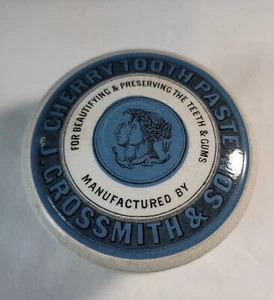 CHERRY TOOTH PASTE
FOR BEAUTIFYING & PRESERVING THE TEETH & GUMS
MANUFACTURED BY
CROSSMITH & SON